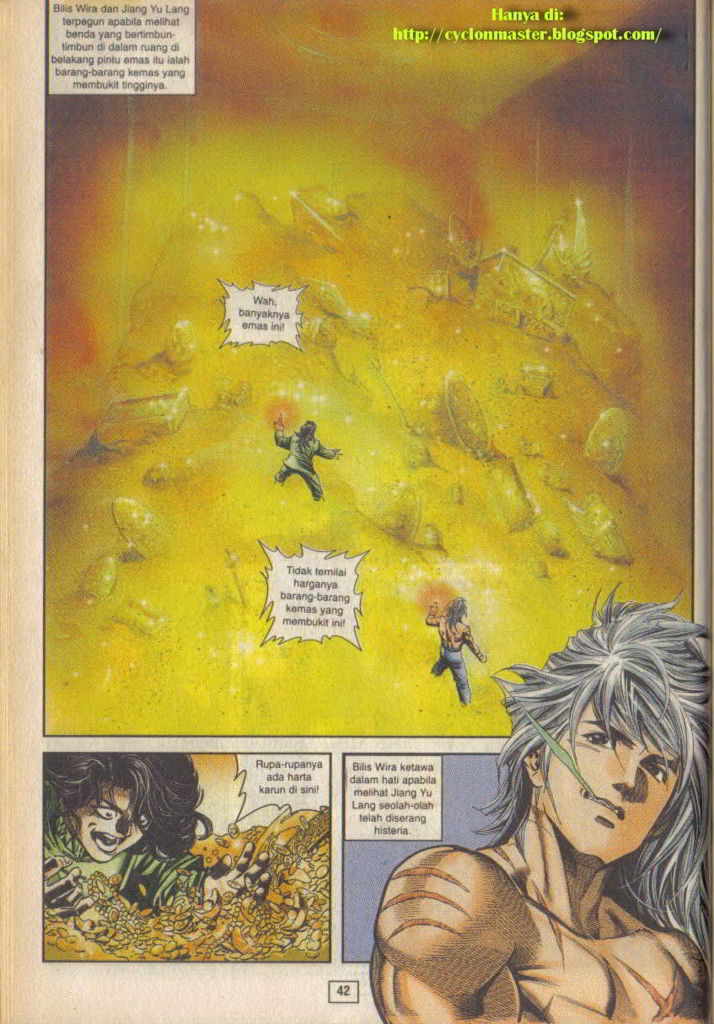 Bilis Wira dan Jiang Yu Lang
terpegun apabila melihat
benda yang bertimbun-
timbun di dalam ruang di
belakang pintu emas itu ialah
barang-barang kemas yang
membukit tingginya.
Hanya di:
http://cyclonmaster.blogspot.com/
Wah,
banyaknya
emas ini!
Tidak ternilai
harganya
barang-barang
kemas yang
membukit ini!
Rupa-rupanya
ada harta
karun di sini!
Bilis Wira ketawa
dalam hati apabila
melihat Jiang Yu
Lang seolah-olah
telah diserang
histeria.
42